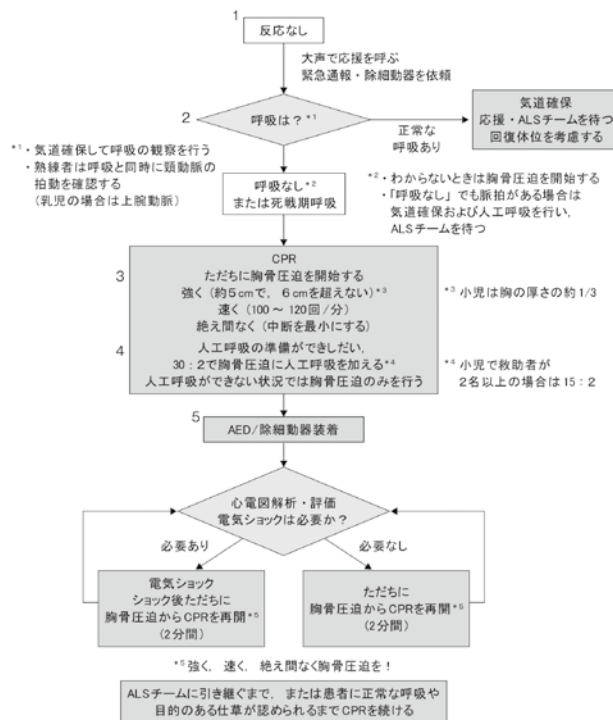 1
反応なし
大声で応援を呼ぶ
緊急通報・除細動器を依頼
2
呼吸は？*1
正常な
呼吸あり
気道確保
応援・ALSチームを待つ
回復体位を考慮する
*1・気道確保して呼吸の観察を行う
・熟練者は呼吸と同時に頸動脈の
拍動を確認する
（乳児の場合は上腕動脈）
呼吸なし*2
または死戦期呼吸
*2・わからないときは胸骨圧迫を開始する
・「呼吸なし」でも脈拍がある場合は
気道確保および人工呼吸を行い，
ALSチームを待つ
3
CPR
ただちに胸骨圧迫を開始する
強く（約5cmで，6cmを超えない）*3
速く（100～120回/分）
絶え間なく（中断を最小にする）
*3 小児は胸の厚さの約1/3
4
人工呼吸の準備ができしだい，
30：2で胸骨圧迫に人工呼吸を加える*4
人工呼吸ができない状況では胸骨圧迫のみを行う
*4 小児で救助者が
2名以上の場合は15：2
5
AED/除細動器装着
心電図解析・評価
電気ショックは必要か？
必要あり
必要なし
電気ショック
ショック後ただちに
胸骨圧迫からCPRを再開*5
（2分間）
ただちに
胸骨圧迫からCPRを再開*5
（2分間）
*5 強く，速く，絶え間なく胸骨圧迫を！
ALSチームに引き継ぐまで，または患者に正常な呼吸や
目的のある仕草が認められるまでCPRを続ける